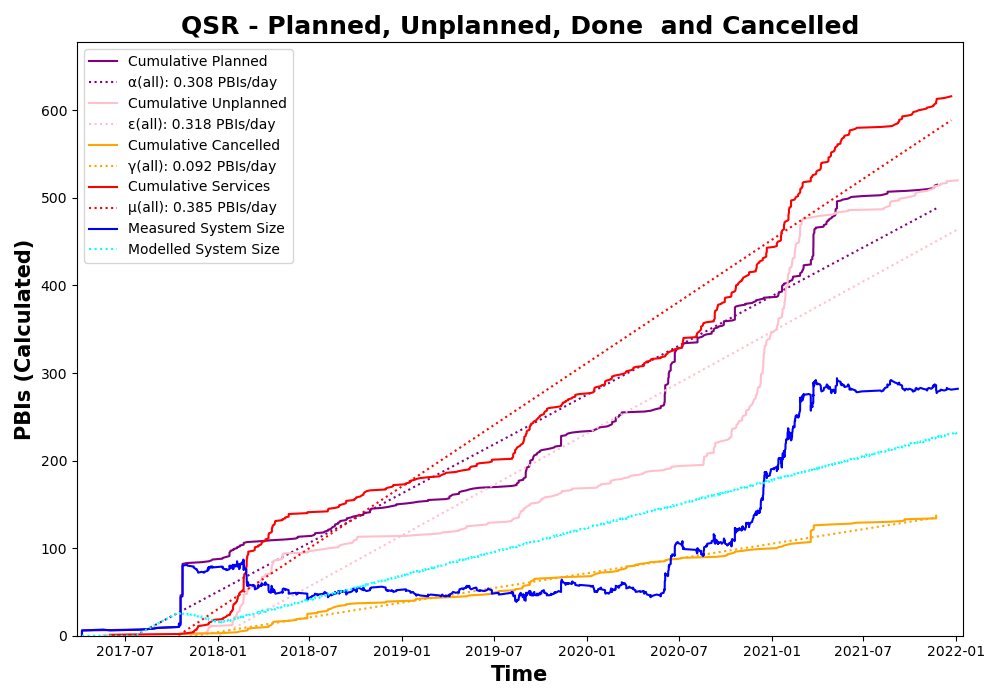 QSR - Planned, Unplanned, Done  and Cancelled
Cumulative Planned
α(all): 0.308 PBIs/day
Cumulative Unplanned
ε(all): 0.318 PBIs/day
Cumulative Cancelled
γ(all): 0.092 PBIs/day
Cumulative Services
μ(all): 0.385 PBIs/day
Measured System Size
Modelled System Size
PBIs (Calculated)
600
500
400
300
200
100
0
2017-07 2018-01 2018-07 2019-01 2019-07 2020-01 2020-07 2021-01 2021-07 2022-01
Time